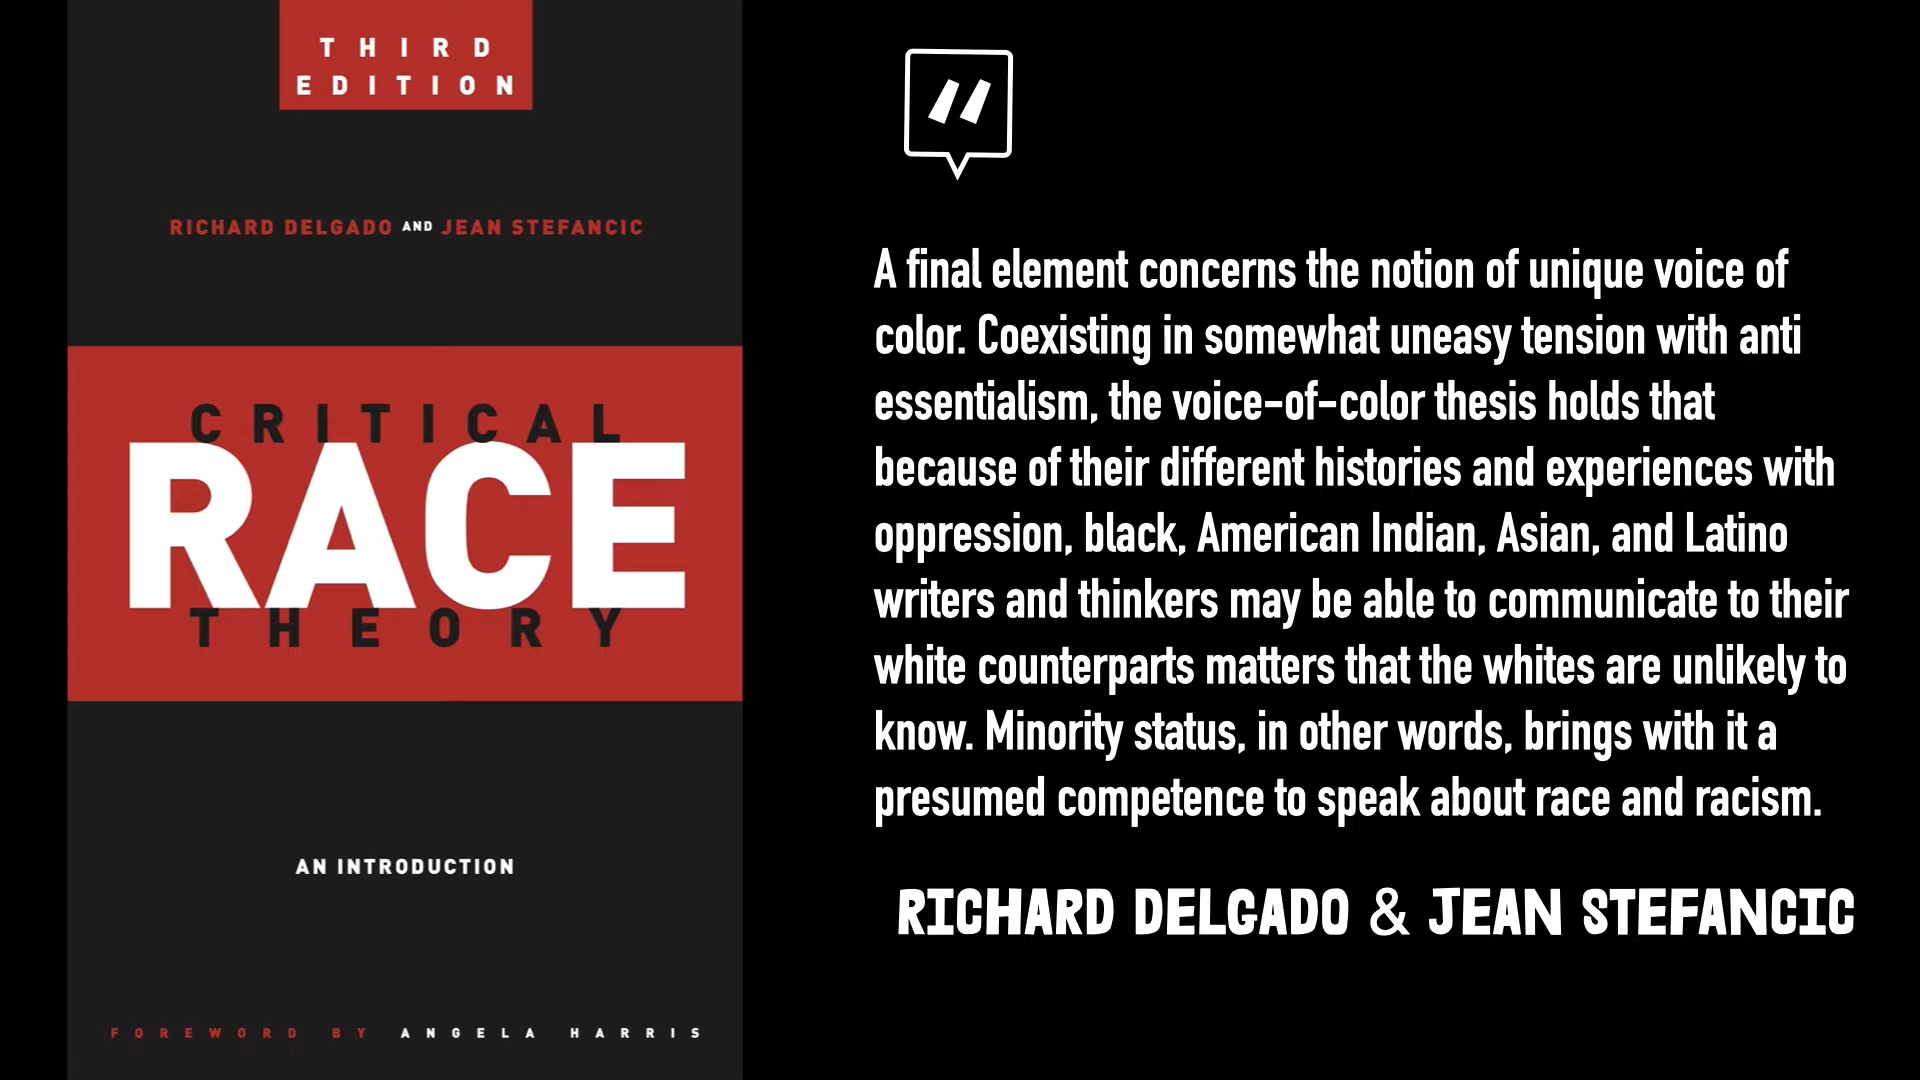 THIRD
EDITION
RICHARD DELGADO AND JEAN STEFANCIC
CRITICAL
RACE
THEORY
AN INTRODUCTION
FOREWORD BY ANGELA HARRIS
"
A final element concerns the notion of unique voice of
color. Coexisting in somewhat uneasy tension with anti
essentialism, the voice-of-color thesis holds that
because of their different histories and experiences with
oppression, black, American Indian, Asian, and Latino
writers and thinkers may be able to communicate to their
white counterparts matters that the whites are unlikely to
know. Minority status, in other words, brings with it a
presumed competence to speak about race and racism.
RICHARD DELGADO & JEAN STEFANCIC